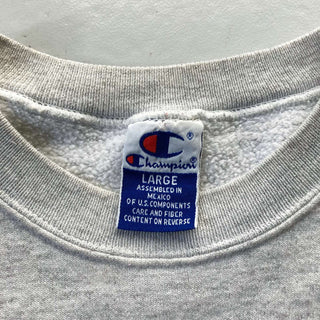 Champion
LARGE
ASSEMBLED IN
MEXICO
OF U.S. COMPONENTS
CARE AND FIBER
CONTENT ON REVERSE